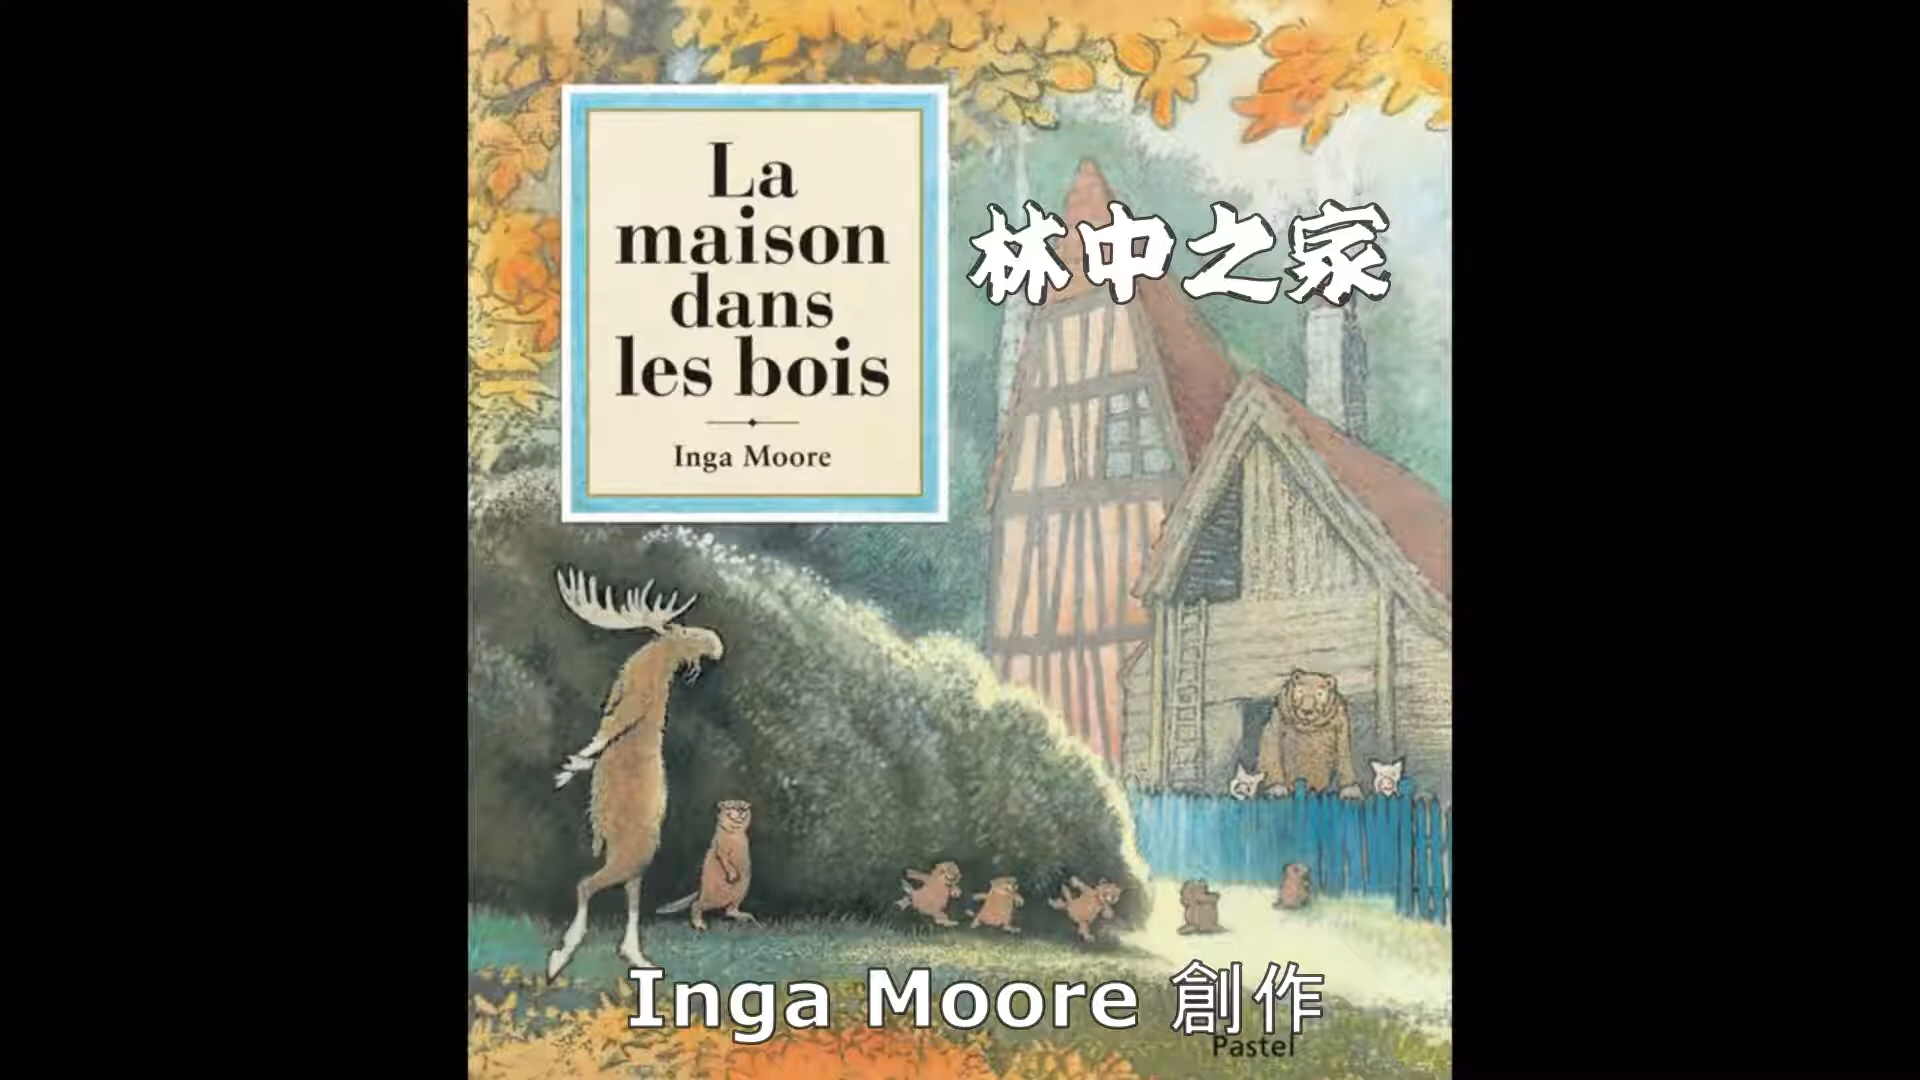 La
maison
dans
les bois
Inga Moore
林中之家
Inga Moore 創作
Pastel